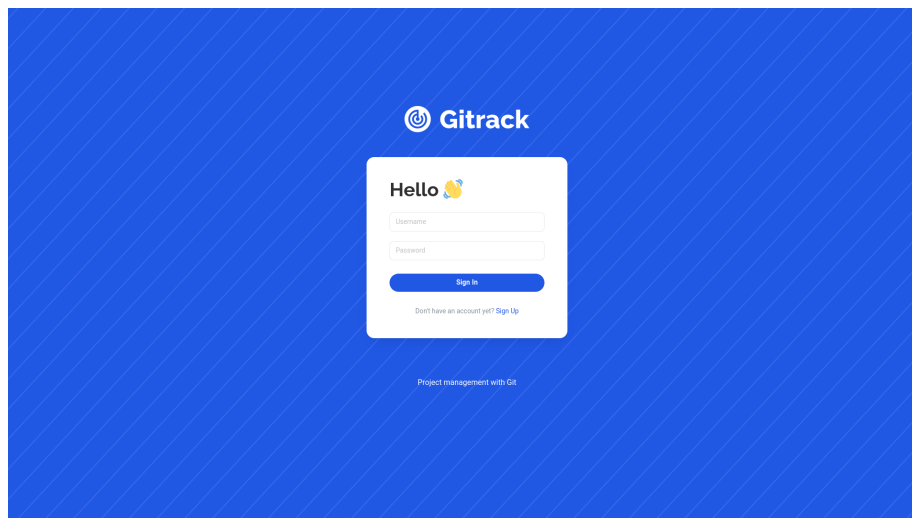 Gitrack
Hello 👋
Username
Password
Sign In
Don't have an account yet? Sign Up
Project management with Git